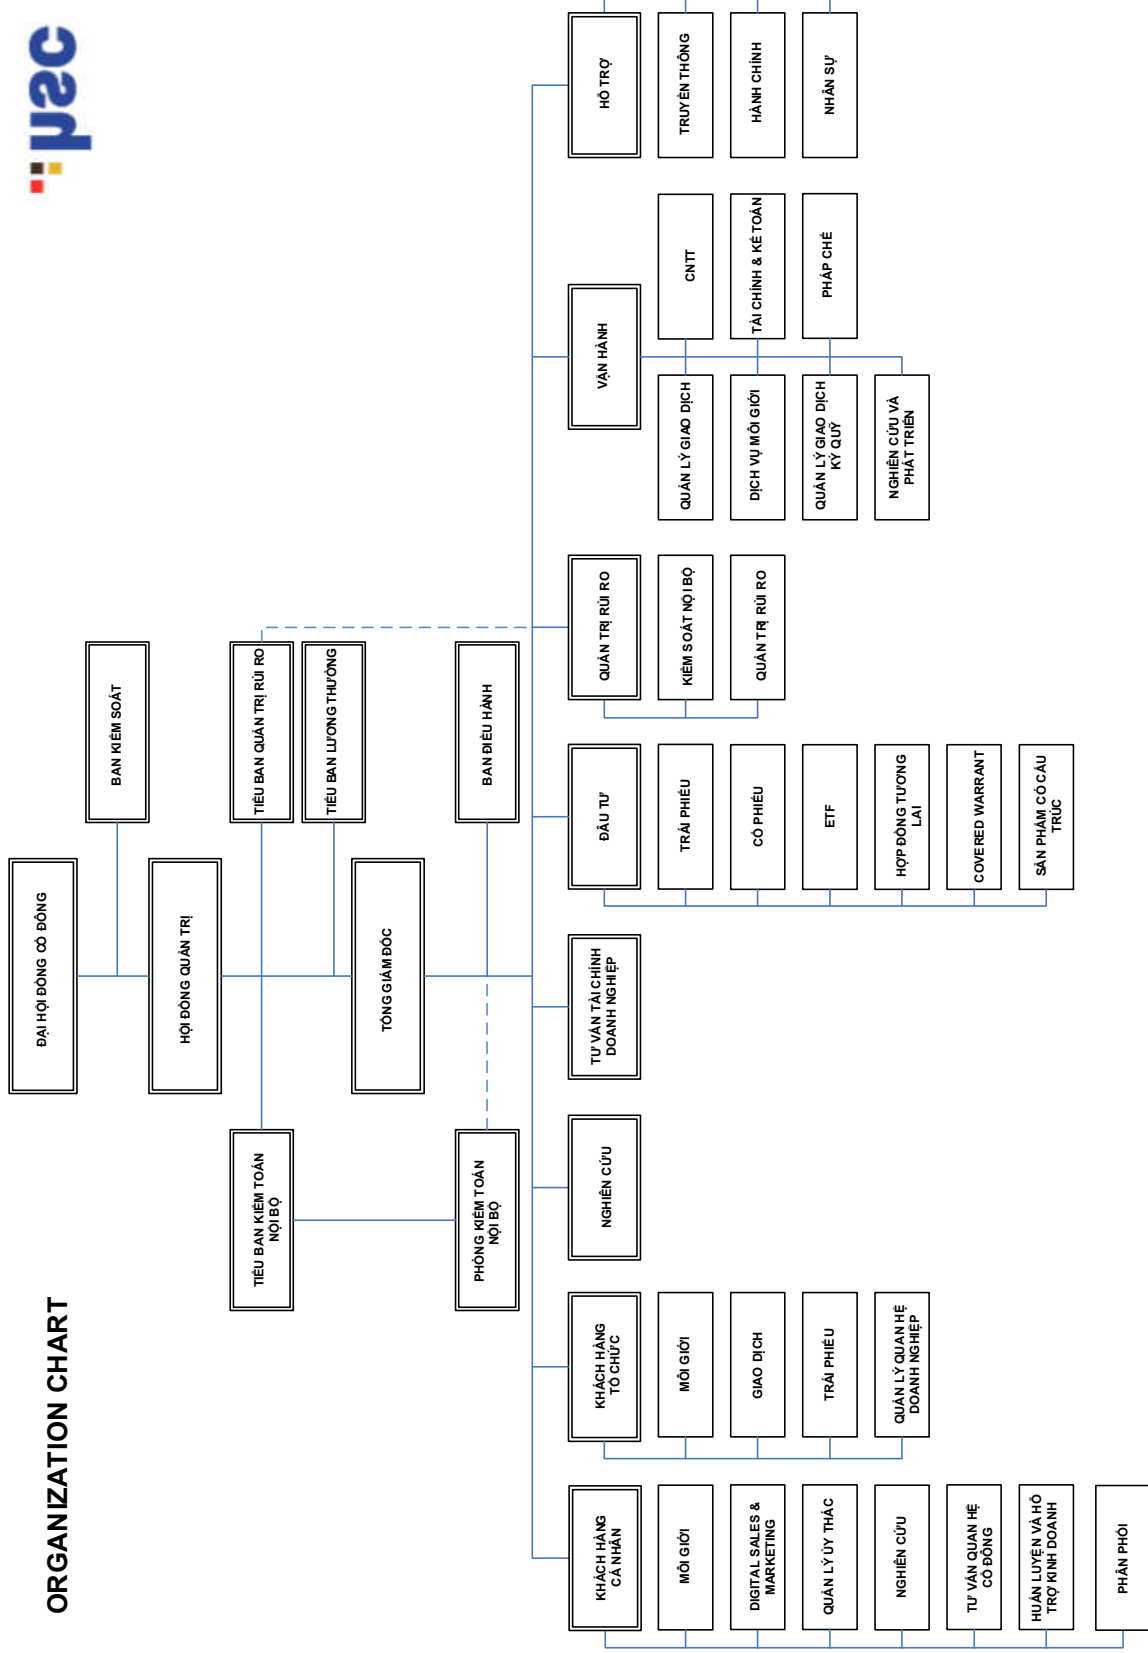 ORGANIZATION CHART
hsc
ĐẠI HỘI ĐỒNG CỔ ĐÔNG
BAN KIỂM SOÁT
HỘI ĐỒNG QUẢN TRỊ
TIỂU BAN KIỂM TOÁN
NỘI BỘ
TIỂU BAN QUẢN TRỊ RỦI RO
TIỂU BAN LƯƠNG THƯỞNG
TỔNG GIÁM ĐỐC
PHÒNG KIỂM TOÁN
NỘI BỘ
BAN ĐIỀU HÀNH
KHÁCH HÀNG
CÁ NHÂN
MÔI GIỚI
DIGITAL SALES &
MARKETING
QUẢN LÝ ỦY THÁC
NGHIÊN CỨU
TƯ VẤN QUAN HỆ
CỔ ĐÔNG
HUẤN LUYỆN VÀ HỖ
TRỢ KINH DOANH
PHÂN PHỐI
KHÁCH HÀNG
TỔ CHỨC
MÔI GIỚI
GIAO DỊCH
TRÁI PHIẾU
QUẢN LÝ QUAN HỆ
DOANH NGHIỆP
NGHIÊN CỨU
TƯ VẤN TÀI CHÍNH
DOANH NGHIỆP
ĐẦU TƯ
TRÁI PHIẾU
CỔ PHIẾU
ETF
HỢP ĐỒNG TƯƠNG
LAI
COVERED WARRANT
SẢN PHẨM CÓ CẤU
TRÚC
QUẢN TRỊ RỦI RO
KIỂM SOÁT NỘI BỘ
QUẢN TRỊ RỦI RO
VẬN HÀNH
QUẢN LÝ GIAO DỊCH
CNTT
DỊCH VỤ MÔI GIỚI
TÀI CHÍNH & KẾ TOÁN
QUẢN LÝ GIAO DỊCH
KÝ QUỸ
PHÁP CHẾ
NGHIÊN CỨU VÀ
PHÁT TRIỂN
HỖ TRỢ
TRUYỀN THÔNG
HÀNH CHÍNH
NHÂN SỰ